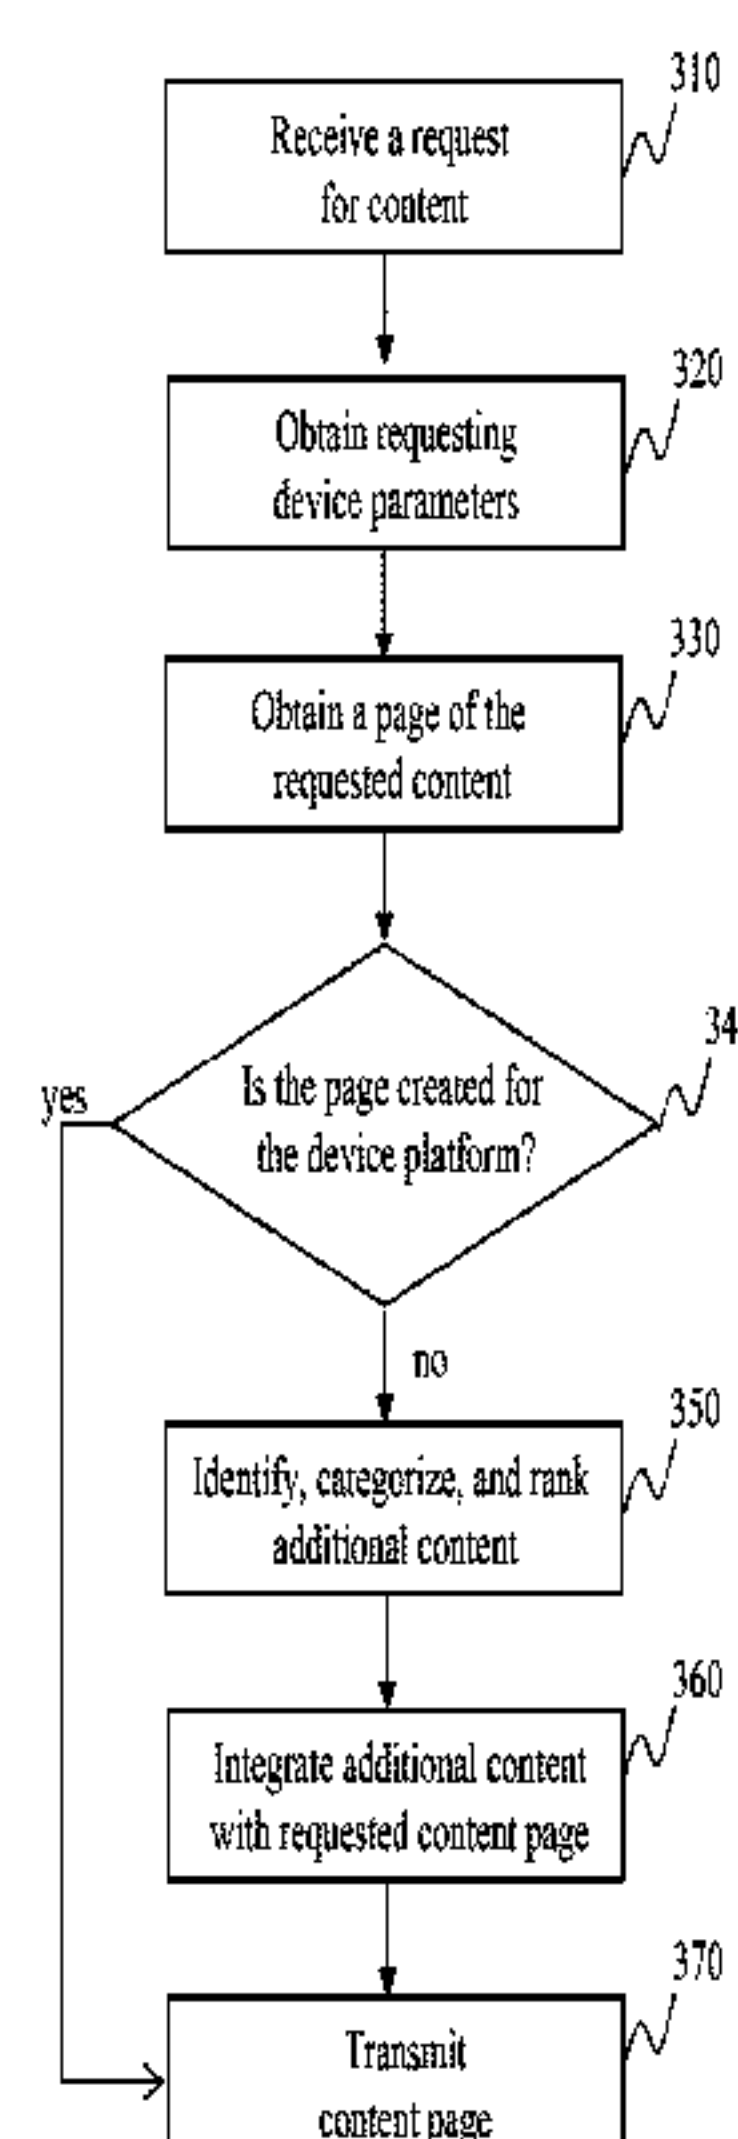 310
Receive a request
for content
320
Obtain requesting
device parameters
330
Obtain a page of the
requested content
34
Is the page created for
the device platform?
yes
no
350
Identify, categorize, and rank
additional content
360
Integrate additional content
with requested content page
370
Transmit
content page